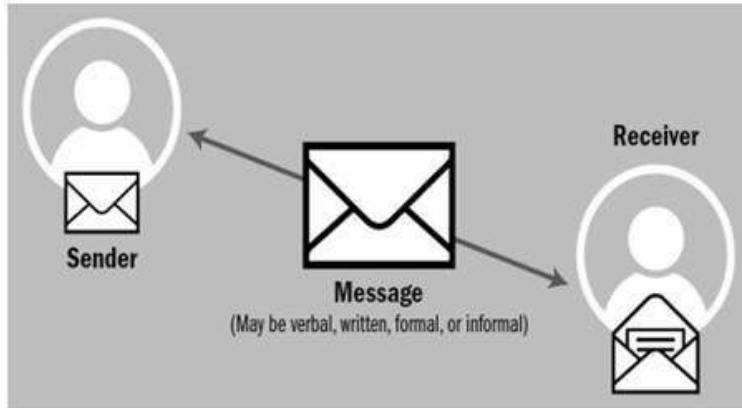 Receiver
Sender
Message
(May be verbal, written, formal, or informal)